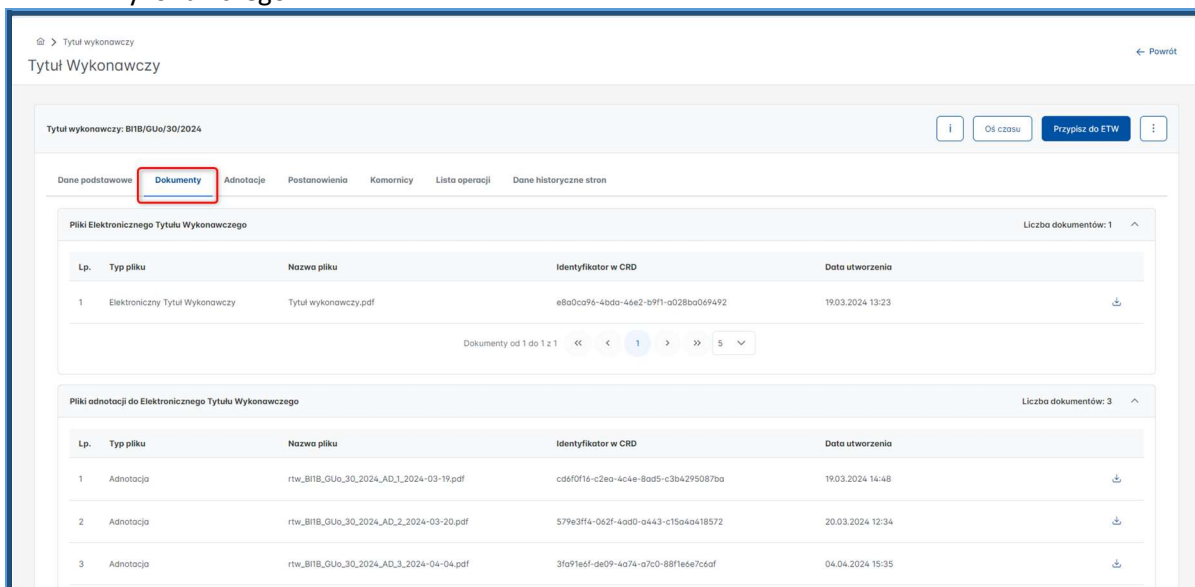 Tytuł wykonawczy
← Powrót
Tytuł Wykonawczy
Tytuł wykonawczy: BI1B/GUo/30/2024
i Oś czasu Przypisz do ETW
Dane podstawowe Dokumenty Adnotacje Postanowienia Komornicy Lista operacji Dane historyczne stron
Pliki Elektronicznego Tytułu Wykonawczego Liczba dokumentów: 1
Lp. Typ pliku Nazwa pliku Identyfikator w CRD Data utworzenia
1 Elektroniczny Tytuł Wykonawczy Tytuł wykonawczy.pdf e8a0ca96-4bda-46e2-b9f1-a028ba069492 19.03.2024 13:23
Dokumenty od 1 do 1 z 1 « ‹ 1 › » 5
Pliki adnotacji do Elektronicznego Tytułu Wykonawczego Liczba dokumentów: 3
Lp. Typ pliku Nazwa pliku Identyfikator w CRD Data utworzenia
1 Adnotacja rtw_BI1B_GUo_30_2024_AD_1_2024-03-19.pdf cd6f0f16-c2ea-4c4e-8ad5-c3b4295087ba 19.03.2024 14:48
2 Adnotacja rtw_BI1B_GUo_30_2024_AD_2_2024-03-20.pdf 579e3ff4-062f-4ad0-a443-c15a4a418572 20.03.2024 12:34
3 Adnotacja rtw_BI1B_GUo_30_2024_AD_3_2024-04-04.pdf 3fa91e6f-de09-4a74-a7c0-88f1e6e7c6af 04.04.2024 15:35